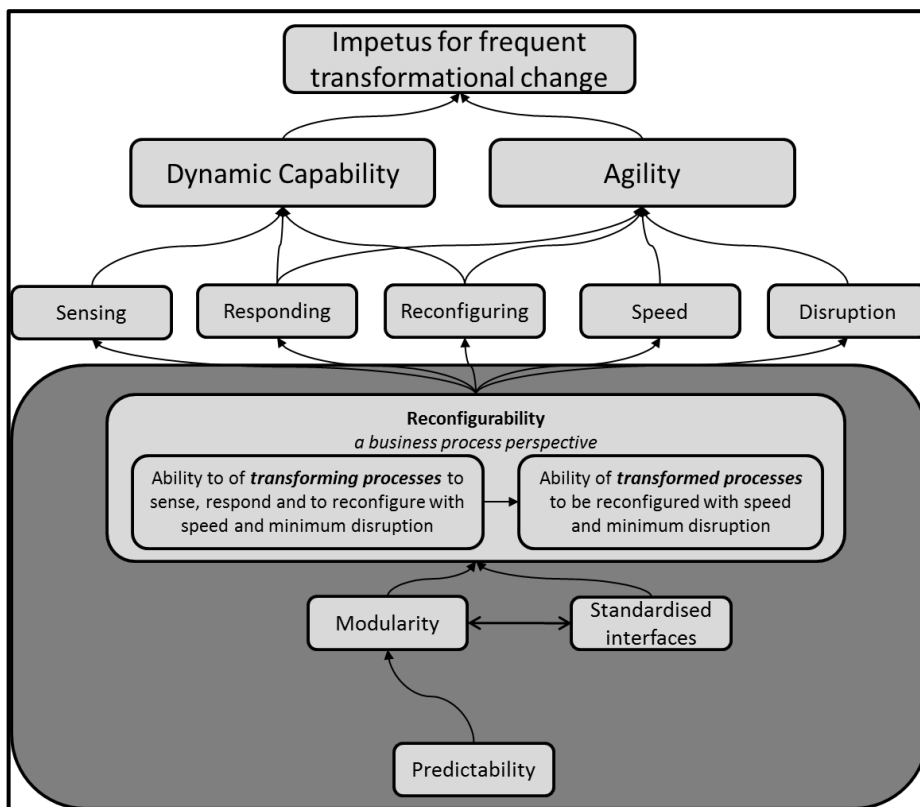 Impetus for frequent
transformational change
Dynamic Capability
Agility
Sensing
Responding
Reconfiguring
Speed
Disruption
Reconfigurability
a business process perspective
Ability to of transforming processes to
sense, respond and to reconfigure with
speed and minimum disruption
Ability of transformed processes
to be reconfigured with speed
and minimum disruption
Modularity
Standardised
interfaces
Predictability